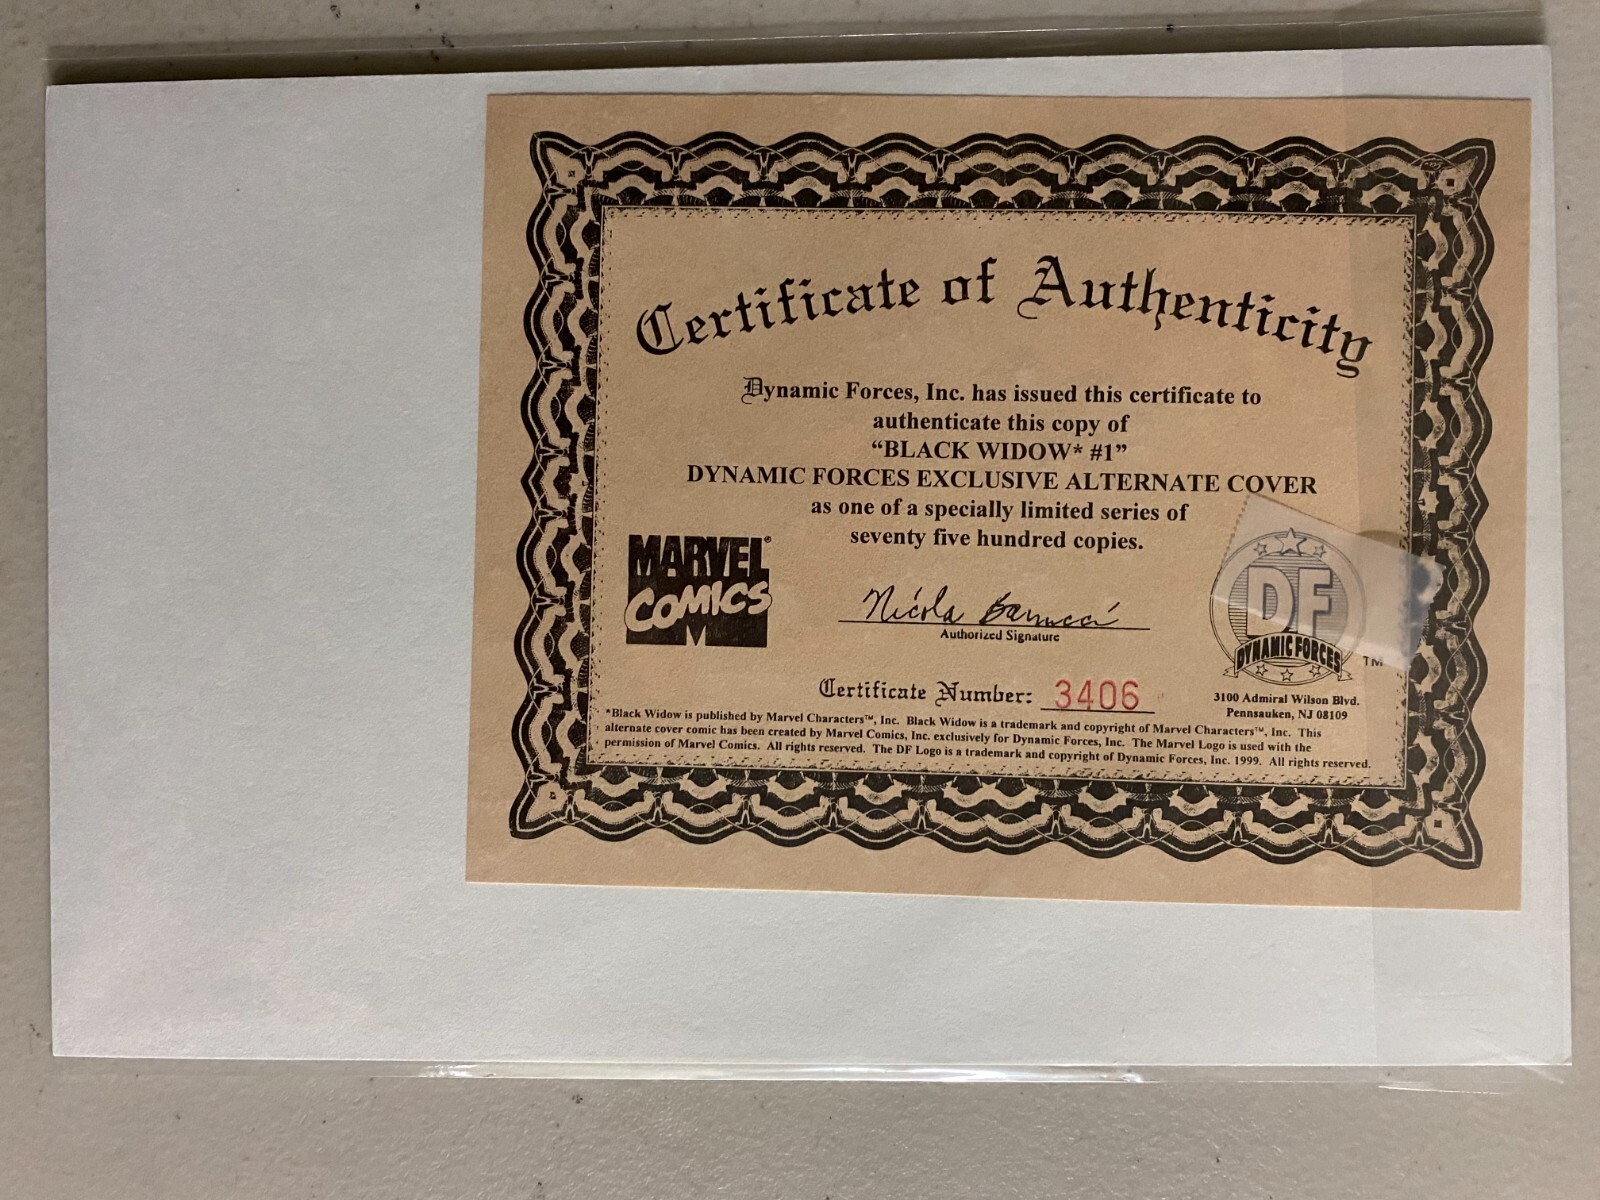 Certificate of Authenticity
Dynamic Forces, Inc. has issued this certificate to
authenticate this copy of
“BLACK WIDOW* #1”
DYNAMIC FORCES EXCLUSIVE ALTERNATE COVER
as one of a specially limited series of
seventy five hundred copies.
MARVEL®
COMICS
M
Nicola Barrucci
Authorized Signature
DF
DYNAMIC FORCES
TM
Certificate Number: 3406
3100 Admiral Wilson Blvd.
Pennsauken, NJ 08109
*Black Widow is published by Marvel Characters™, Inc. Black Widow is a trademark and copyright of Marvel Characters™, Inc. This
alternate cover comic has been created by Marvel Comics, Inc. exclusively for Dynamic Forces, Inc. The Marvel Logo is used with the
permission of Marvel Comics. All rights reserved. The DF Logo is a trademark and copyright of Dynamic Forces, Inc. 1999. All rights reserved.